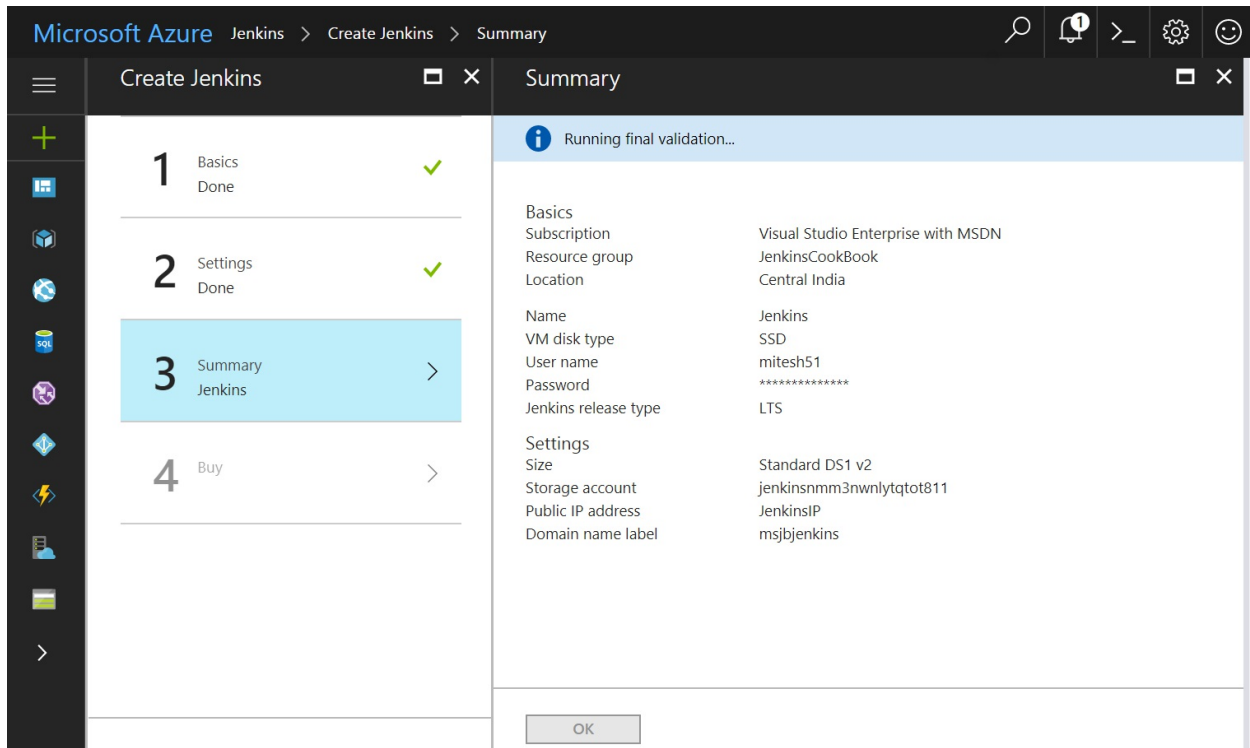 Microsoft Azure Jenkins > Create Jenkins > Summary
1
Create Jenkins
Summary
1 Basics
Done
2 Settings
Done
3 Summary
Jenkins
4 Buy
SQL
Running final validation...
Basics
Subscription Visual Studio Enterprise with MSDN
Resource group JenkinsCookBook
Location Central India
Name Jenkins
VM disk type SSD
User name mitesh51
Password **************
Jenkins release type LTS
Settings
Size Standard DS1 v2
Storage account jenkinsnmm3nwnlytqtot811
Public IP address JenkinsIP
Domain name label msjbjenkins
OK